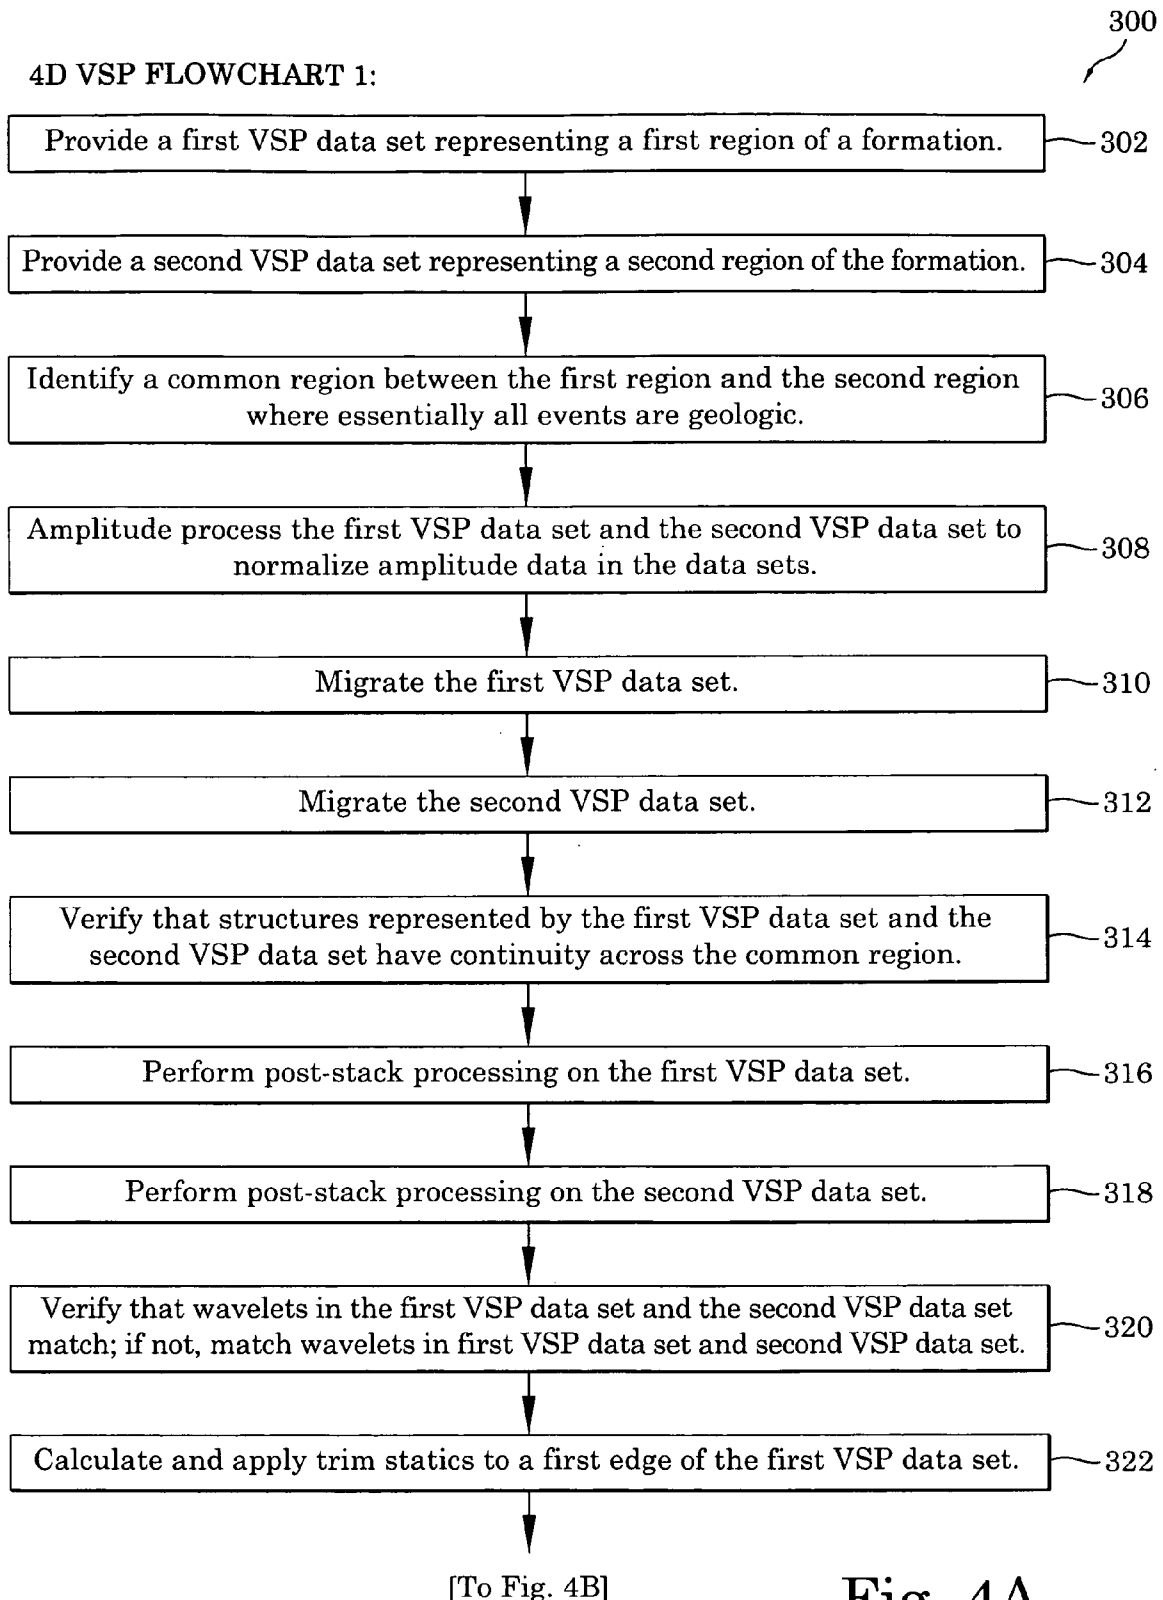 300
4D VSP FLOWCHART 1:
Provide a first VSP data set representing a first region of a formation.
302
Provide a second VSP data set representing a second region of the formation.
304
Identify a common region between the first region and the second region
where essentially all events are geologic.
306
Amplitude process the first VSP data set and the second VSP data set to
normalize amplitude data in the data sets.
308
Migrate the first VSP data set.
310
Migrate the second VSP data set.
312
Verify that structures represented by the first VSP data set and the
second VSP data set have continuity across the common region.
314
Perform post-stack processing on the first VSP data set.
316
Perform post-stack processing on the second VSP data set.
318
Verify that wavelets in the first VSP data set and the second VSP data set
match; if not, match wavelets in first VSP data set and second VSP data set.
320
Calculate and apply trim statics to a first edge of the first VSP data set.
322
[To Fig. 4B]
Fig. 4A